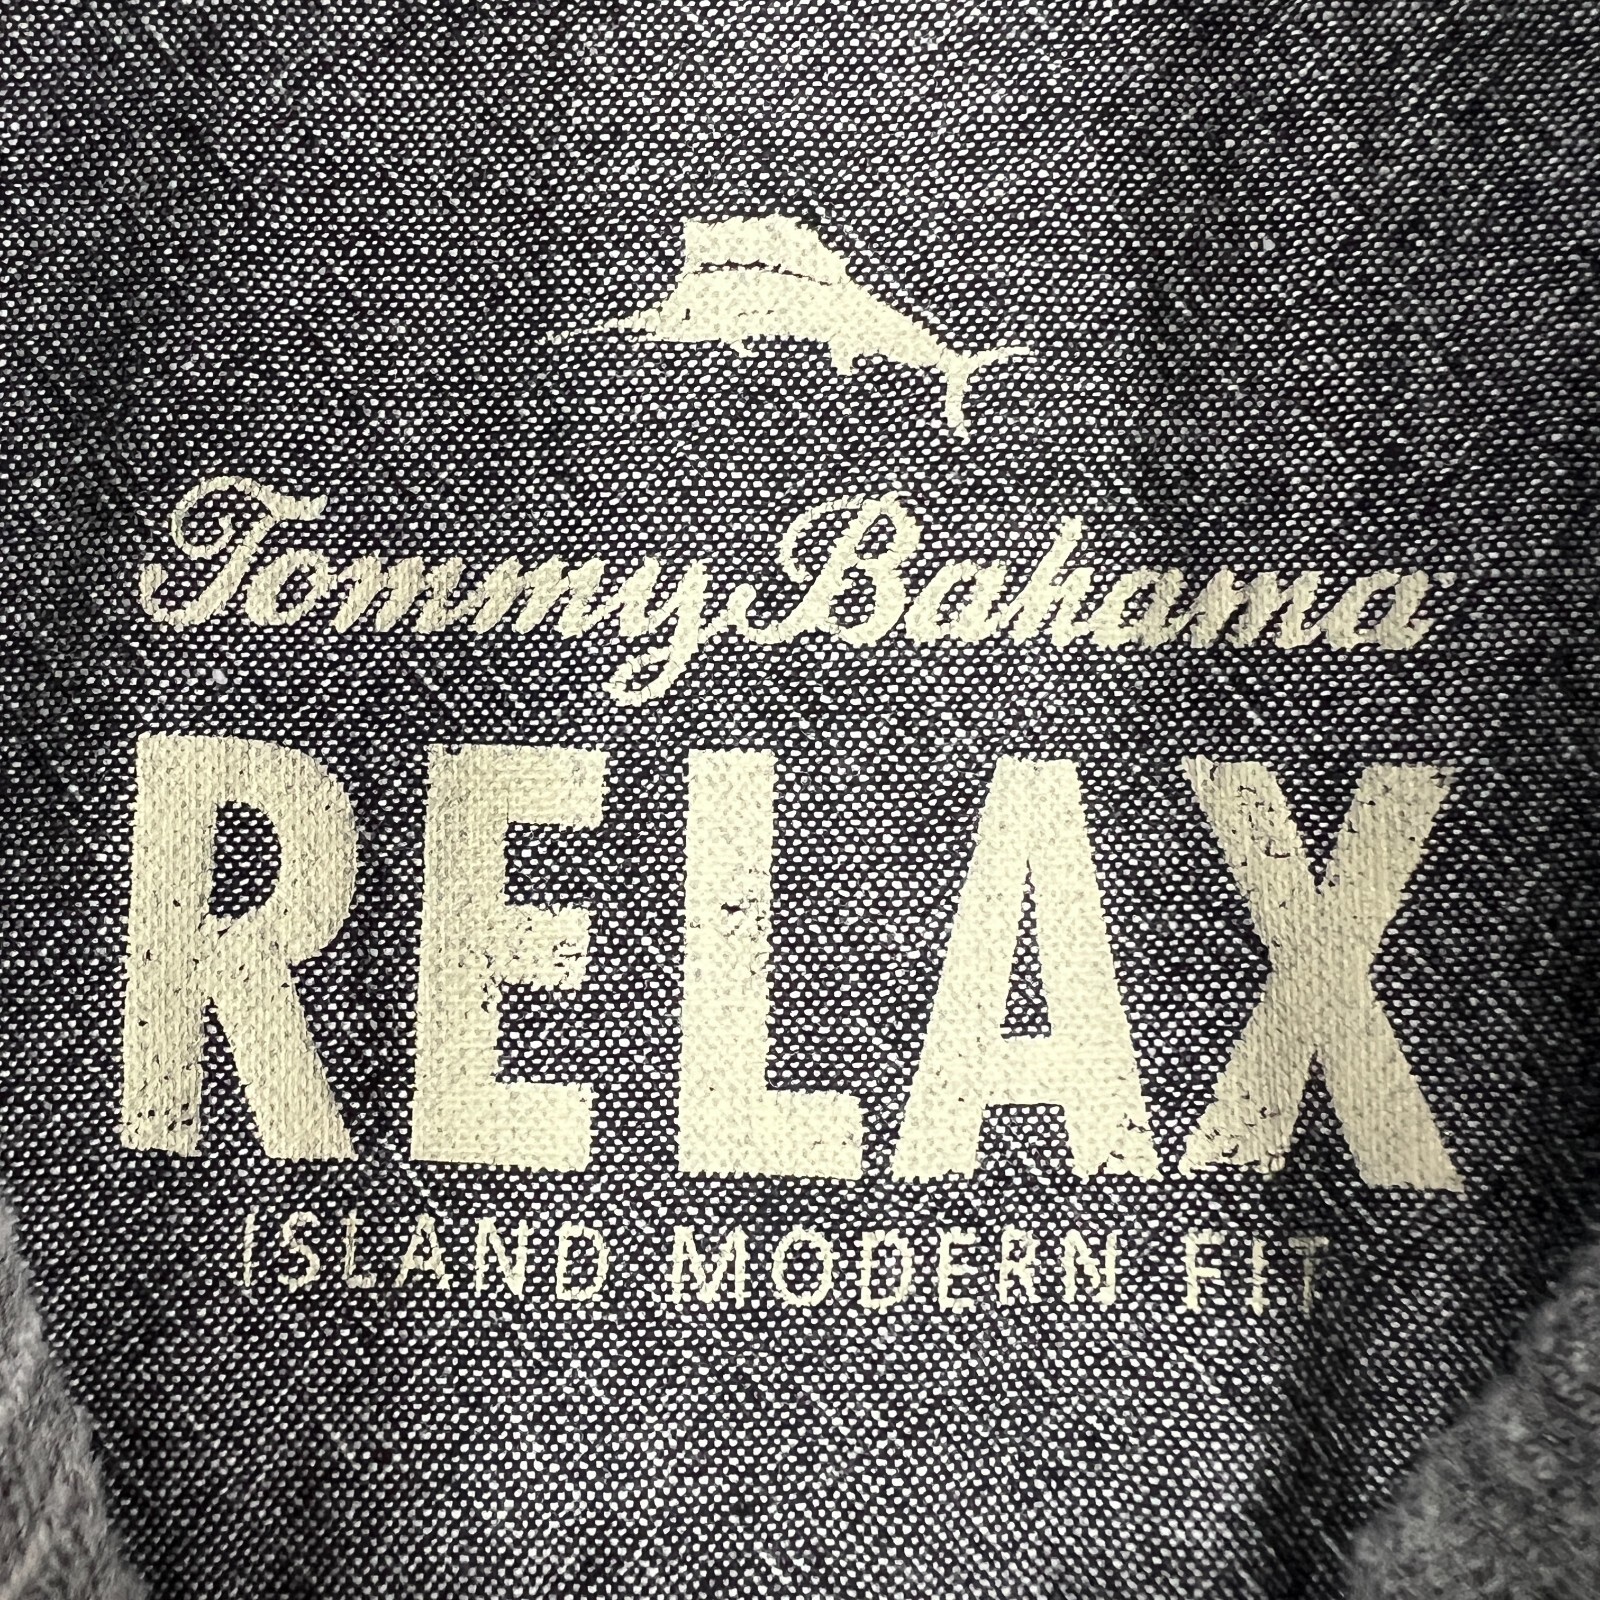 Tommy Bahama
RELAX
ISLAND MODERN FIT